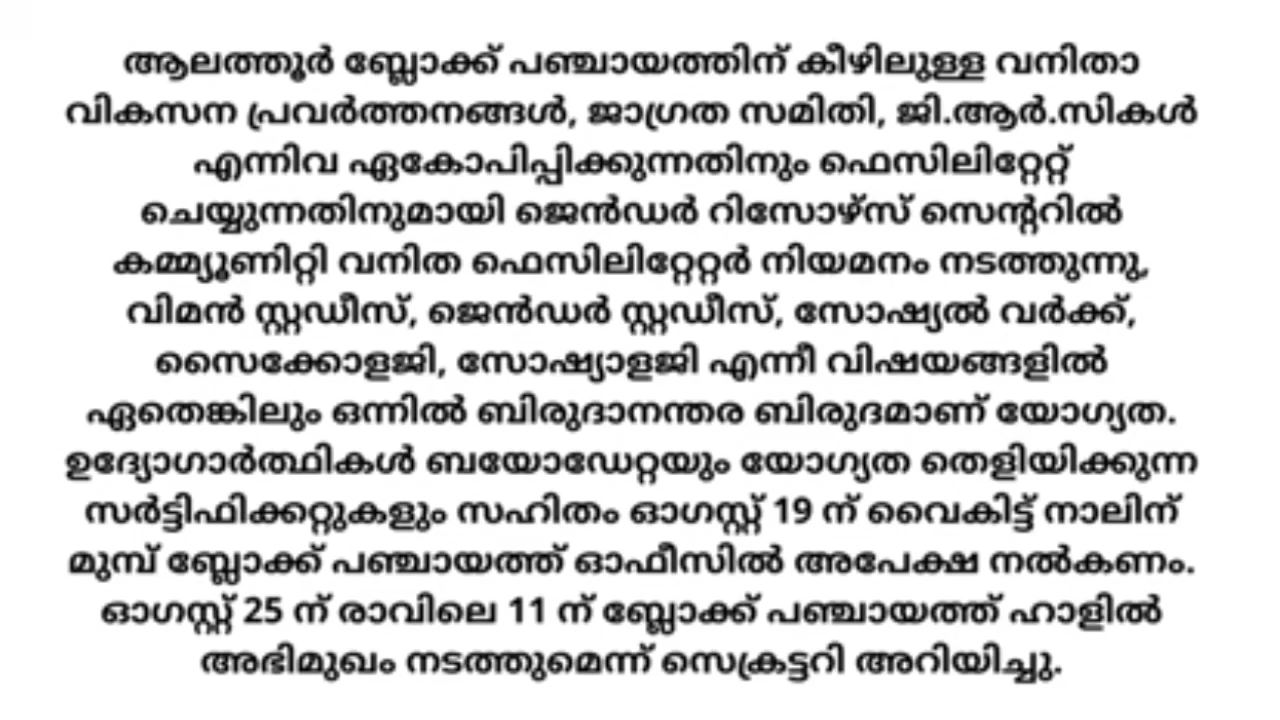 ആലത്തൂർ ബ്ലോക്ക് പഞ്ചായത്തിന് കീഴിലുള്ള വനിതാ
വികസന പ്രവർത്തനങ്ങൾ, ജാഗ്രത സമിതി, ജി.ആർ.സികൾ
എന്നിവ ഏകോപിപ്പിക്കുന്നതിനും ഫെസിലിറ്റേറ്റ്
ചെയ്യുന്നതിനുമായി ജെൻഡർ റിസോഴ്സ് സെന്ററിൽ
കമ്മ്യൂണിറ്റി വനിത ഫെസിലിറ്റേറ്റർ നിയമനം നടത്തുന്നു,
വിമൻ സ്റ്റഡീസ്, ജെൻഡർ സ്റ്റഡീസ്, സോഷ്യൽ വർക്ക്,
സൈക്കോളജി, സോഷ്യാളജി എന്നീ വിഷയങ്ങളിൽ
ഏതെങ്കിലും ഒന്നിൽ ബിരുദാനന്തര ബിരുദമാണ് യോഗ്യത.
ഉദ്യോഗാർത്ഥികൾ ബയോഡേറ്റയും യോഗ്യത തെളിയിക്കുന്ന
സർട്ടിഫിക്കറ്റുകളും സഹിതം ഓഗസ്റ്റ് 19 ന് വൈകിട്ട് നാലിന്
മുമ്പ് ബ്ലോക്ക് പഞ്ചായത്ത് ഓഫീസിൽ അപേക്ഷ നൽകണം.
ഓഗസ്റ്റ് 25 ന് രാവിലെ 11 ന് ബ്ലോക്ക് പഞ്ചായത്ത് ഹാളിൽ
അഭിമുഖം നടത്തുമെന്ന് സെക്രട്ടറി അറിയിച്ചു.